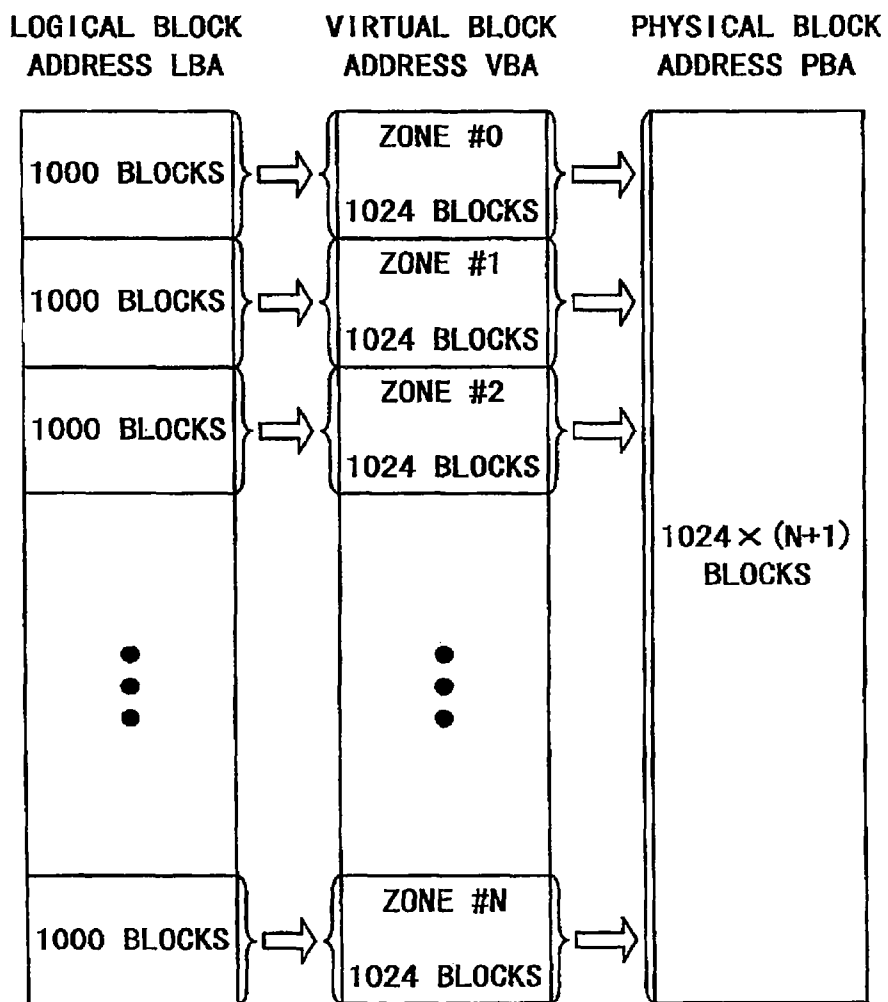 LOGICAL BLOCK
ADDRESS LBA
VIRTUAL BLOCK
ADDRESS VBA
PHYSICAL BLOCK
ADDRESS PBA
1000 BLOCKS
ZONE #0
1024 BLOCKS
1000 BLOCKS
ZONE #1
1024 BLOCKS
1000 BLOCKS
ZONE #2
1024 BLOCKS
1024×(N+1)
BLOCKS
1000 BLOCKS
ZONE #N
1024 BLOCKS